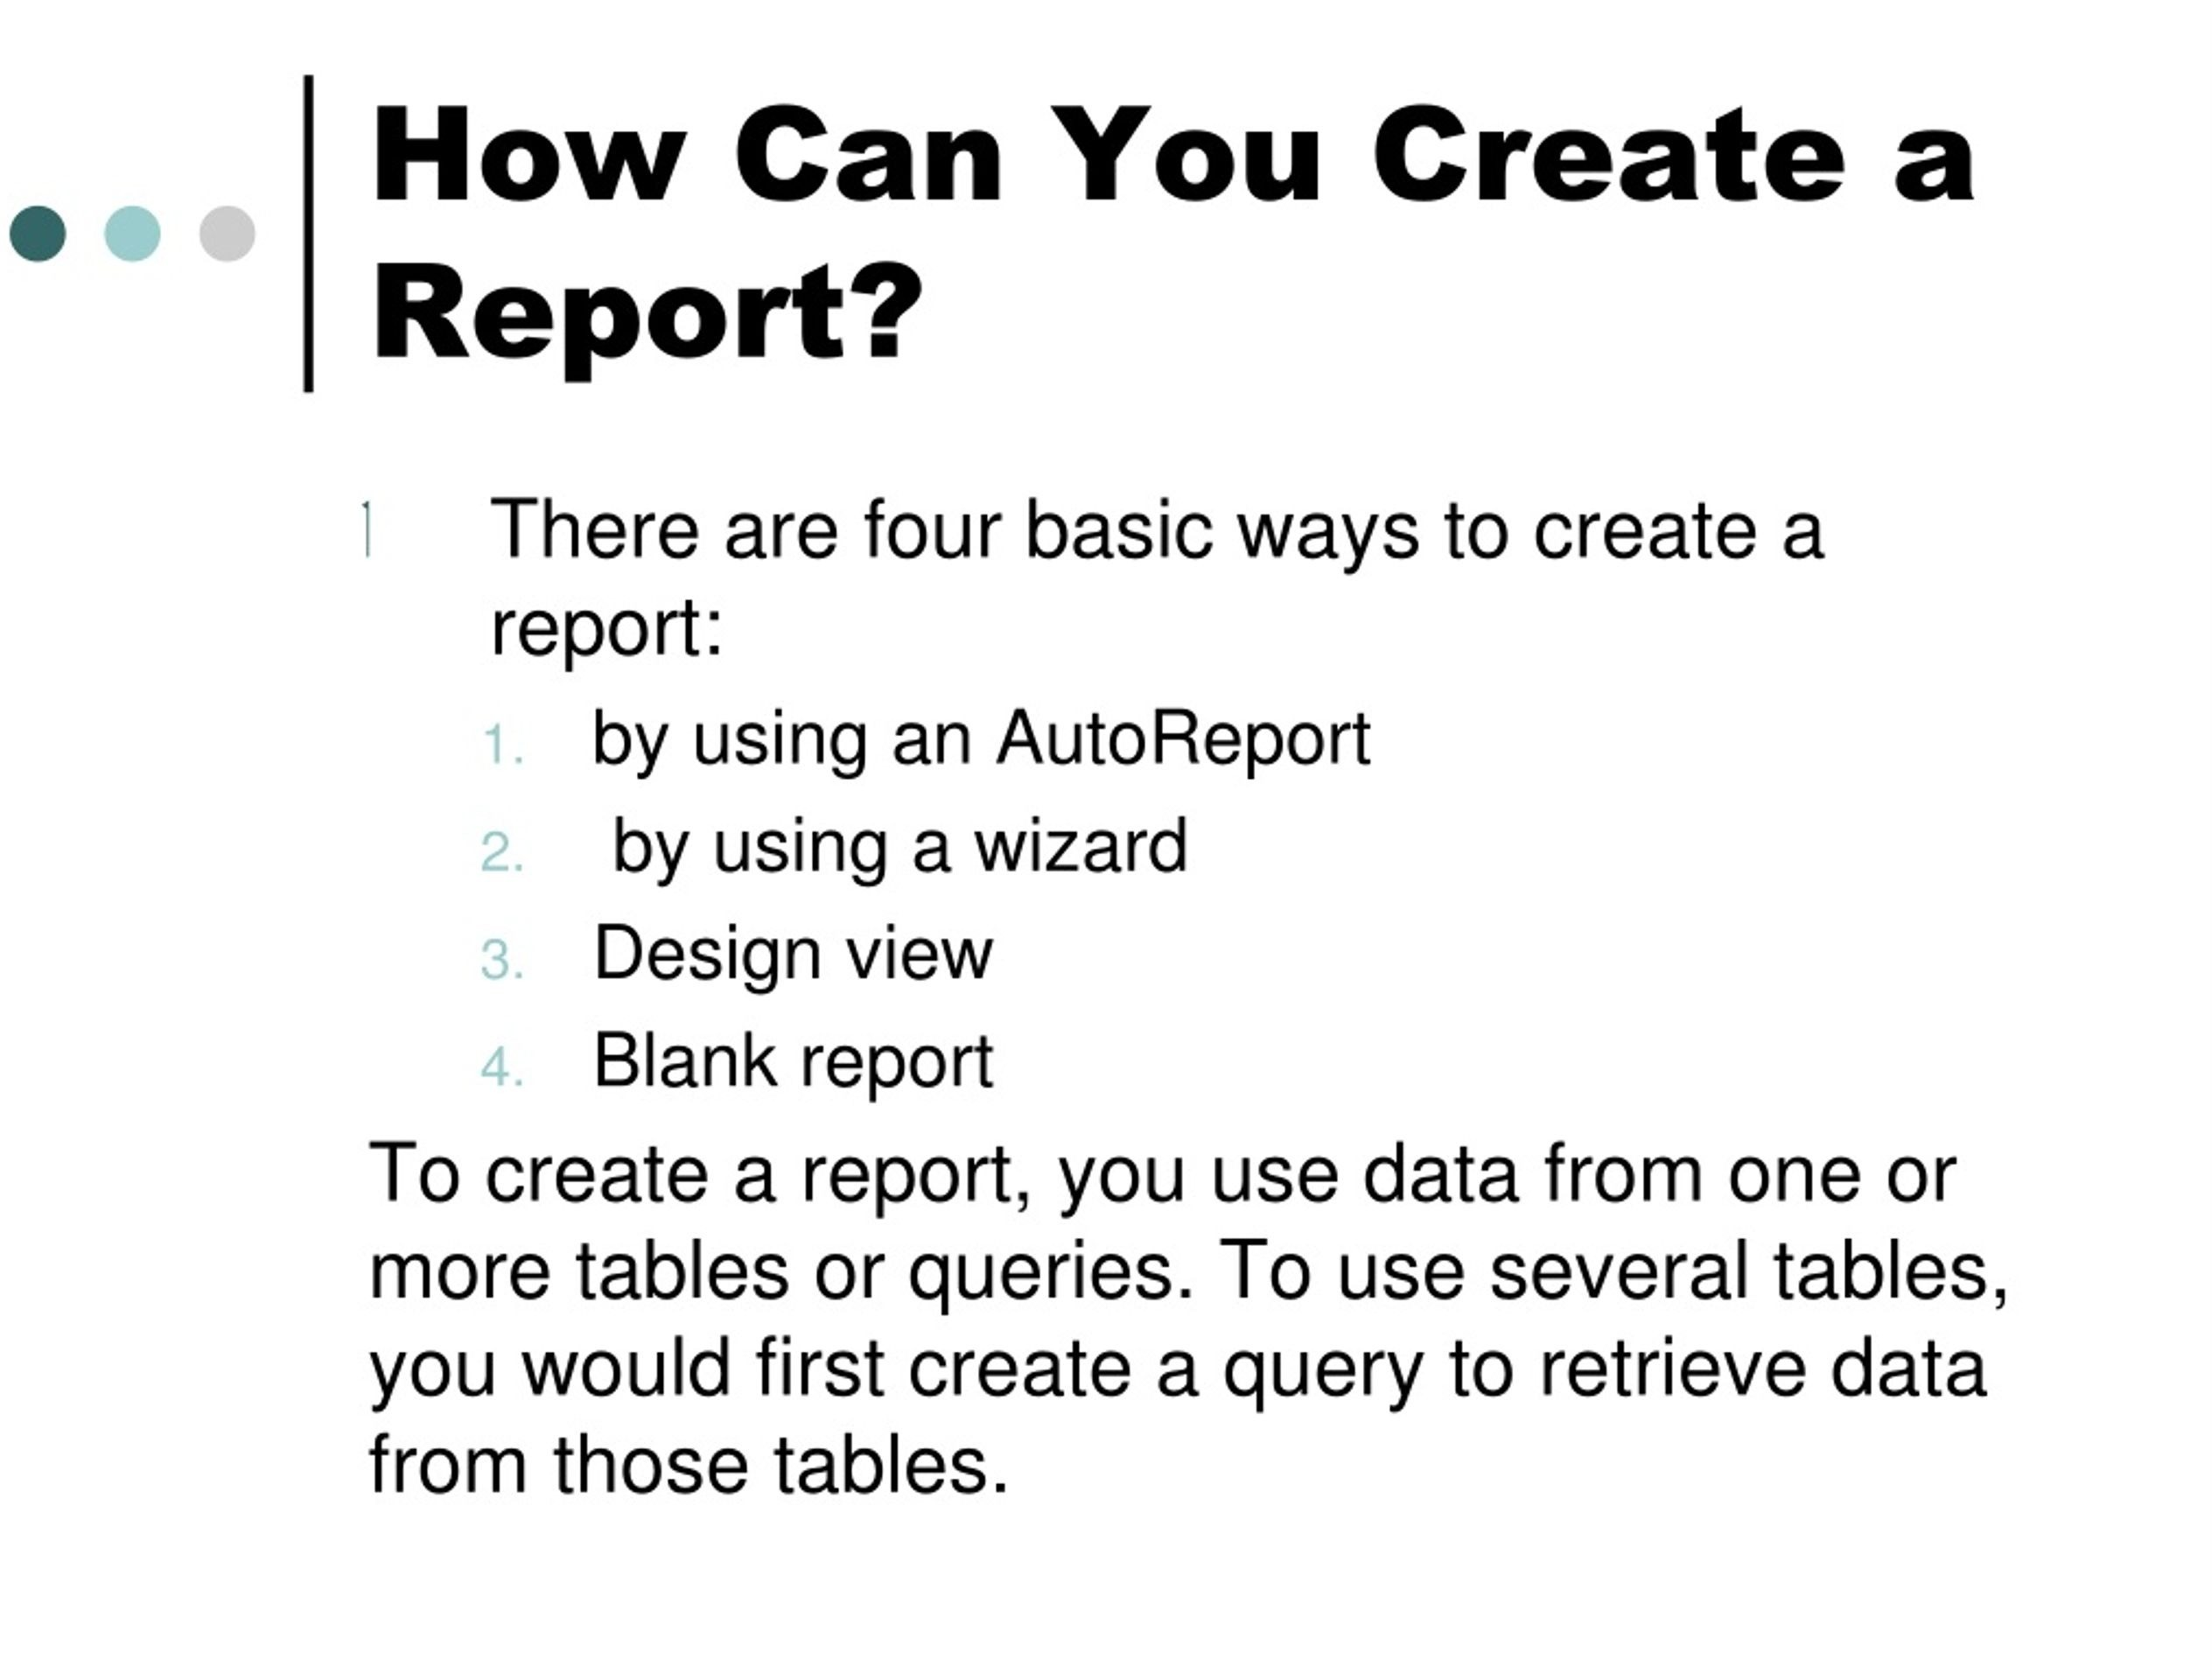 How Can You Create a
Report?
1 There are four basic ways to create a
report:
1. by using an AutoReport
2. by using a wizard
3. Design view
4. Blank report
To create a report, you use data from one or
more tables or queries. To use several tables,
you would first create a query to retrieve data
from those tables.